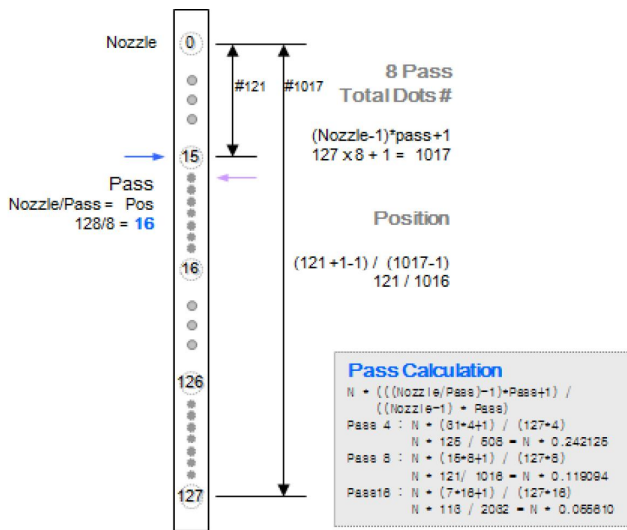 Nozzle
0
#121
#1017
8 Pass
Total Dots #
(Nozzle-1)*pass+1
127 x 8 + 1 = 1017
15
Pass
Nozzle/Pass = Pos
128/8 = 16
Position
16
(121 +1-1) / (1017-1)
121 / 1016
126
127
Pass Calculation
N * (((Nozzle/Pass)-1)*Pass+1) /
((Nozzle-1) * Pass)
Pass 4 : N * (31*4+1) / (127*4)
N * 125 / 508 = N * 0.242126
Pass 8 : N * (15*8+1) / (127*8)
N * 121/ 1016 = N * 0.119094
Pass16 : N * (7*16+1) / (127*16)
N * 113 / 2032 = N * 0.055610